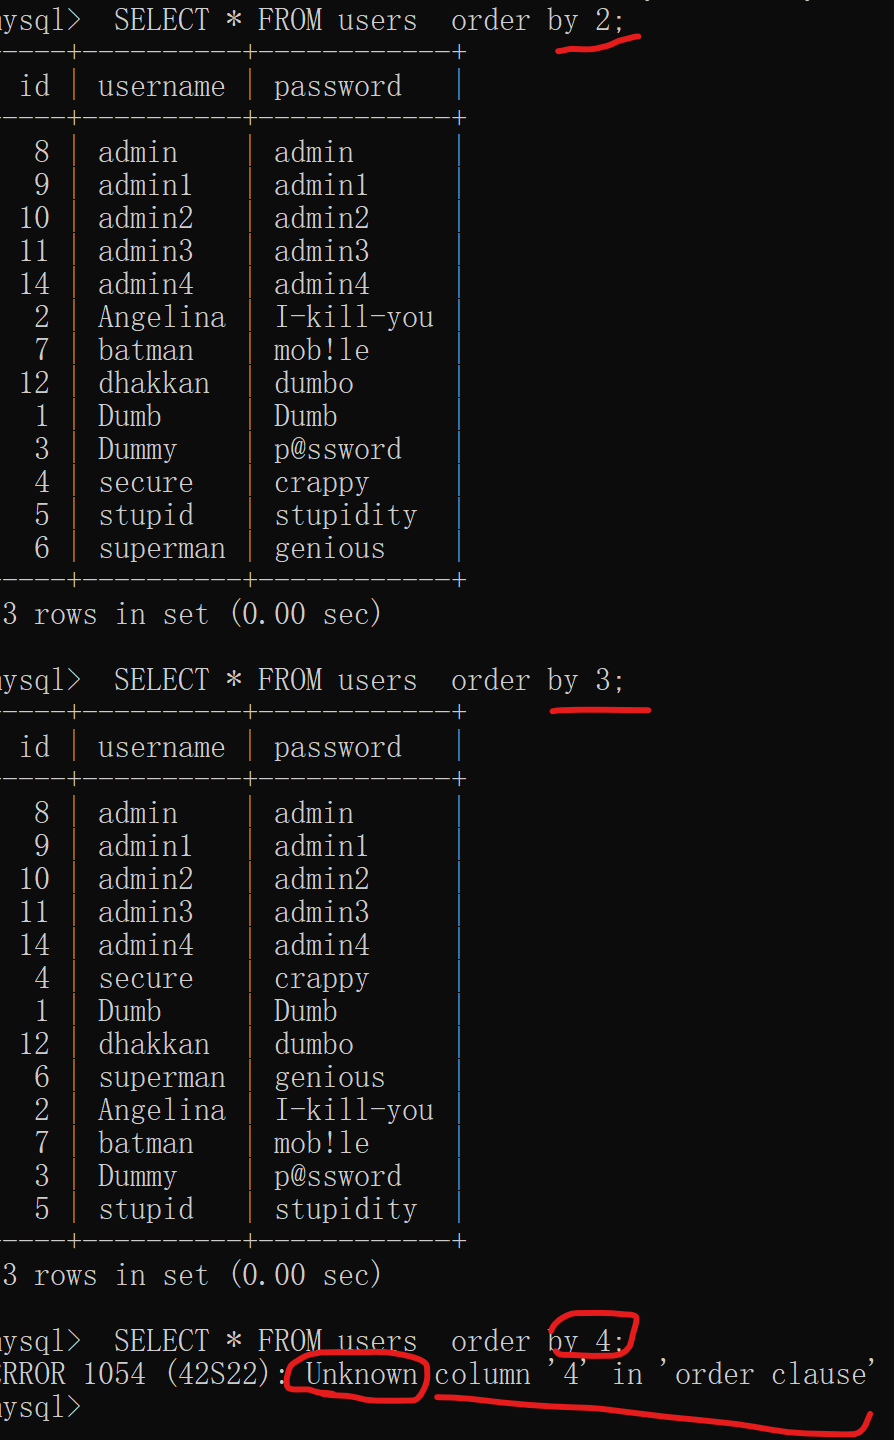 ysql> SELECT * FROM users order by 2;
-----+----------+------------+
id | username | password |
-----+----------+------------+
8 | admin | admin |
9 | admin1 | admin1 |
10 | admin2 | admin2 |
11 | admin3 | admin3 |
14 | admin4 | admin4 |
2 | Angelina | I-kill-you |
7 | batman | mob!le |
12 | dhakkan | dumbo |
1 | Dumb | Dumb |
3 | Dummy | p@ssword |
4 | secure | crappy |
5 | stupid | stupidity |
6 | superman | genious |
-----+----------+------------+
3 rows in set (0.00 sec)
ysql> SELECT * FROM users order by 3;
-----+----------+------------+
id | username | password |
-----+----------+------------+
8 | admin | admin |
9 | admin1 | admin1 |
10 | admin2 | admin2 |
11 | admin3 | admin3 |
14 | admin4 | admin4 |
4 | secure | crappy |
1 | Dumb | Dumb |
12 | dhakkan | dumbo |
6 | superman | genious |
2 | Angelina | I-kill-you |
7 | batman | mob!le |
3 | Dummy | p@ssword |
5 | stupid | stupidity |
-----+----------+------------+
3 rows in set (0.00 sec)
ysql> SELECT * FROM users order by 4;
RROR 1054 (42S22): Unknown column '4' in 'order clause'
ysql>